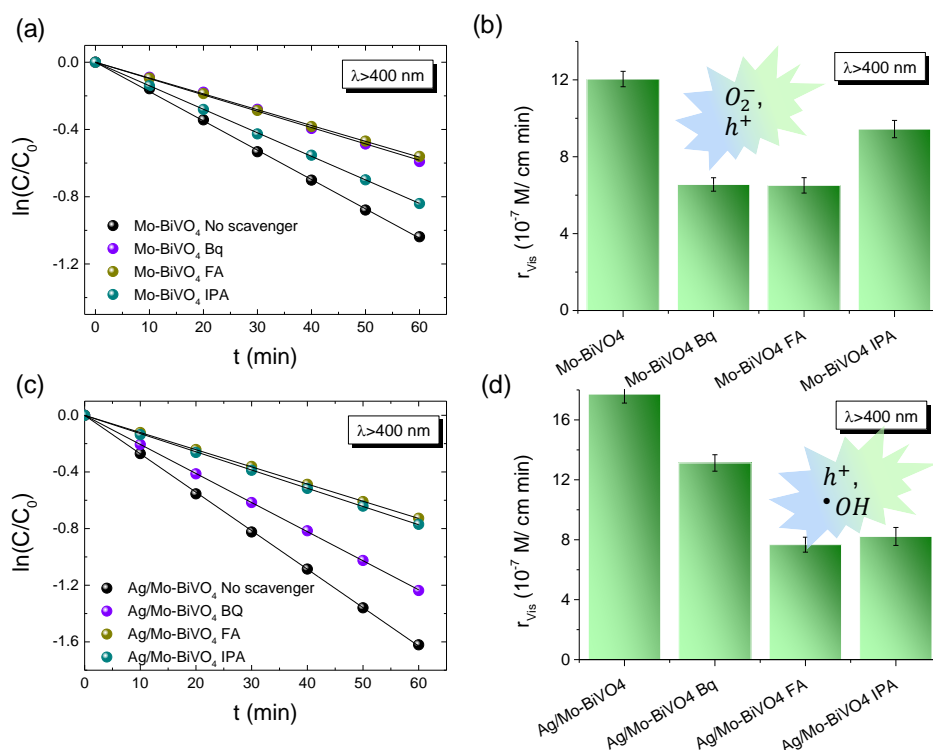 (a)
0.0
-0.4
-0.8
-1.2
ln(C/C₀)
λ>400 nm
Mo-BiVO₄ No scavenger
Mo-BiVO₄ Bq
Mo-BiVO₄ FA
Mo-BiVO₄ IPA
0 10 20 30 40 50 60
t (min)
(b)
12
9
6
3
0
r_Vis (10⁻⁷ M/ cm min)
λ>400 nm
O₂⁻,
h⁺
Mo-BiVO4
Mo-BiVO4 Bq
Mo-BiVO4 FA
Mo-BiVO4 IPA
(c)
0.0
-0.4
-0.8
-1.2
-1.6
ln(C/C₀)
λ>400 nm
Ag/Mo-BiVO₄ No scavenger
Ag/Mo-BiVO₄ BQ
Ag/Mo-BiVO₄ FA
Ag/Mo-BiVO₄ IPA
0 10 20 30 40 50 60
t (min)
(d)
16
12
8
4
0
r_Vis (10⁻⁷ M/ cm min)
λ>400 nm
h⁺,
•OH
Ag/Mo-BiVO4
Ag/Mo-BiVO4 Bq
Ag/Mo-BiVO4 FA
Ag/Mo-BiVO4 IPA